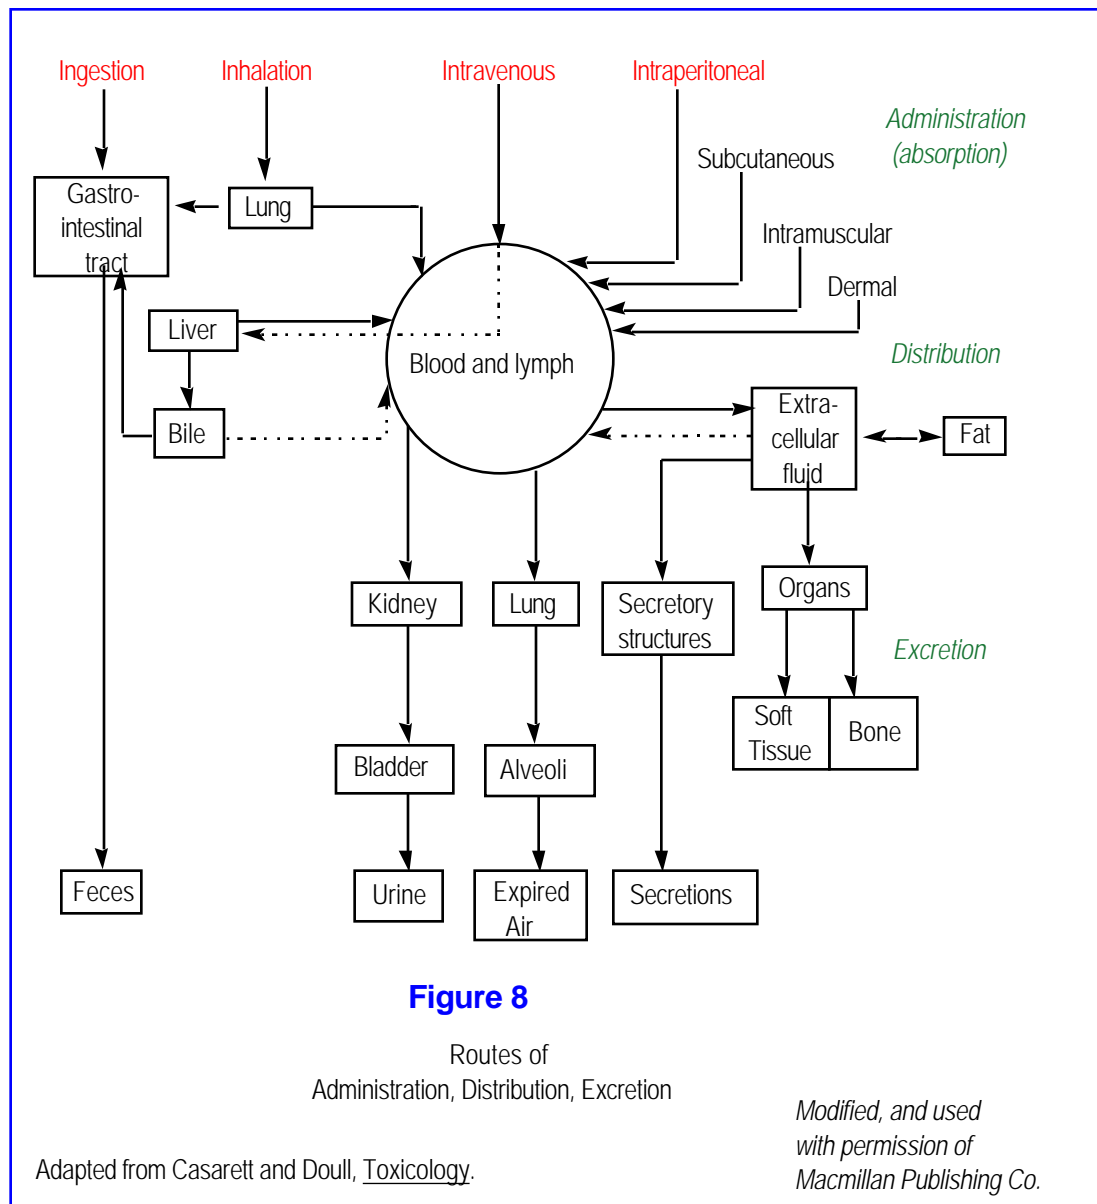 Ingestion
Inhalation
Intravenous
Intraperitoneal
Administration
(absorption)
Subcutaneous
Gastro-
intestinal
tract
Lung
Intramuscular
Dermal
Liver
Blood and lymph
Distribution
Bile
Extra-
cellular
fluid
Fat
Kidney
Lung
Secretory
structures
Organs
Excretion
Soft
Tissue
Bone
Bladder
Alveoli
Feces
Urine
Expired
Air
Secretions
Figure 8
Routes of
Administration, Distribution, Excretion
Modified, and used
with permission of
Macmillan Publishing Co.
Adapted from Casarett and Doull, Toxicology.